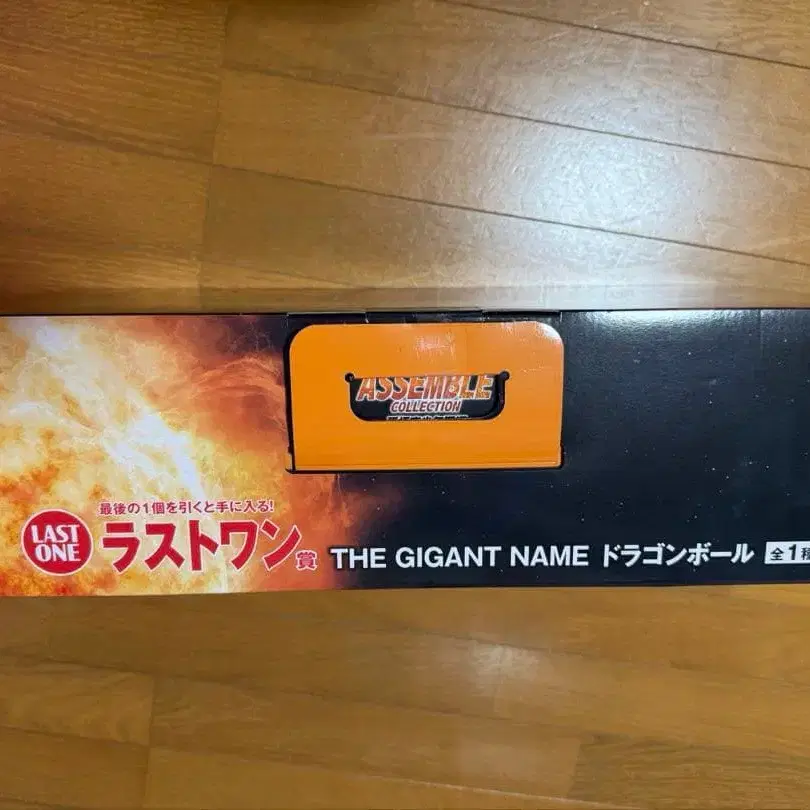 ASSEMBLE
COLLECTION
最後の1個を引くと手に入る!
LAST
ONE
ラストワン賞
THE GIGANT NAME ドラゴンボール 全1種